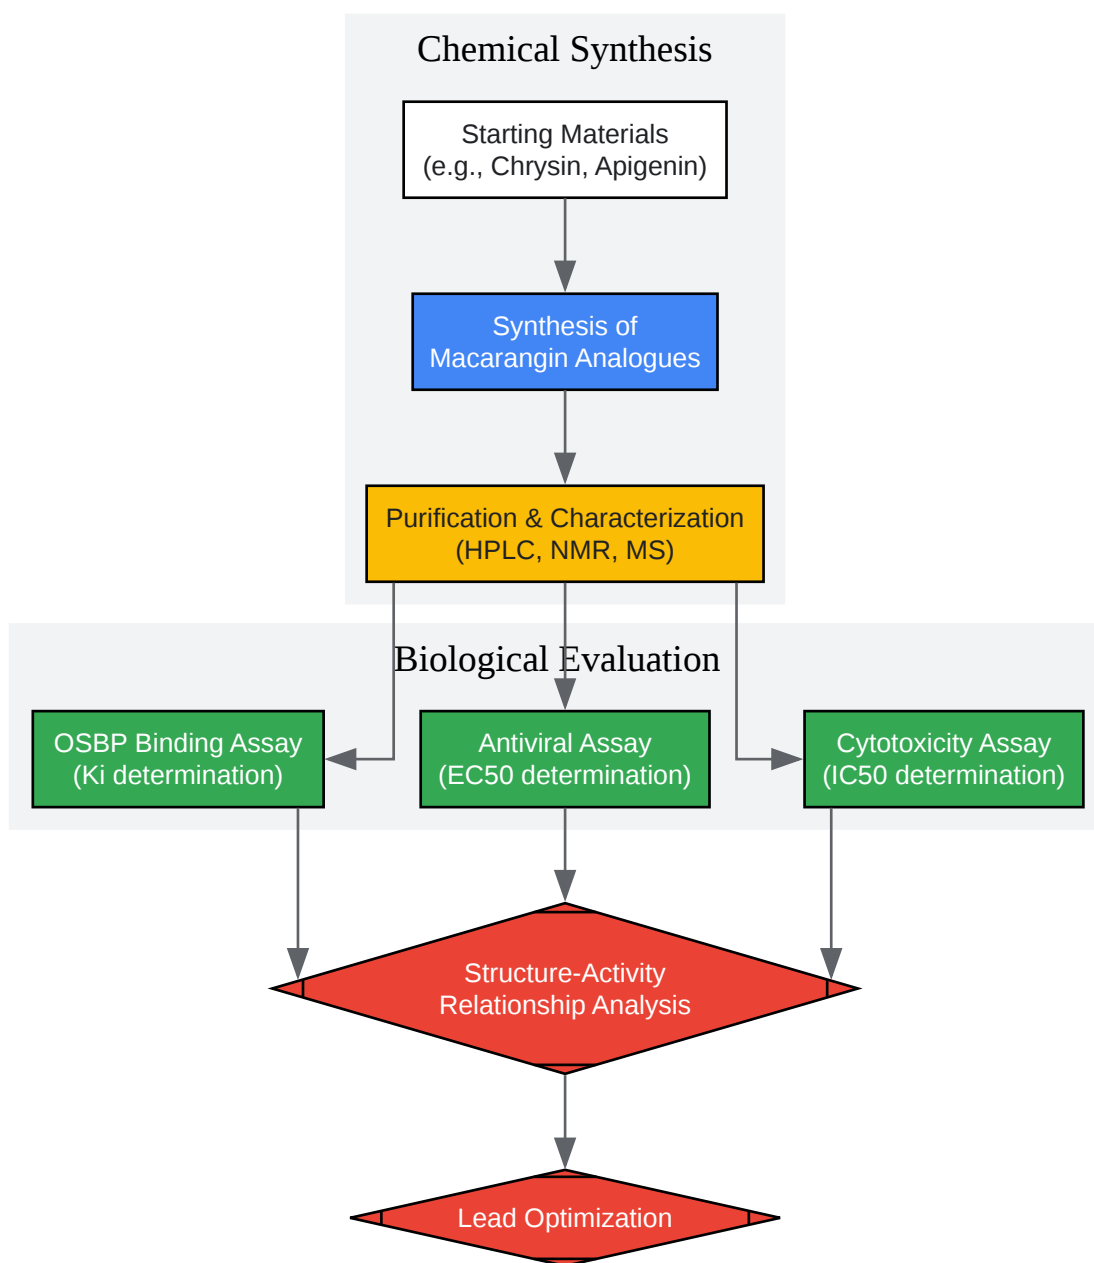 Chemical Synthesis
Starting Materials
(e.g., Chrysin, Apigenin)
Synthesis of
Macarangin Analogues
Purification & Characterization
(HPLC, NMR, MS)
Biological Evaluation
OSBP Binding Assay
(Ki determination)
Antiviral Assay
(EC50 determination)
Cytotoxicity Assay
(IC50 determination)
Structure-Activity
Relationship Analysis
Lead Optimization